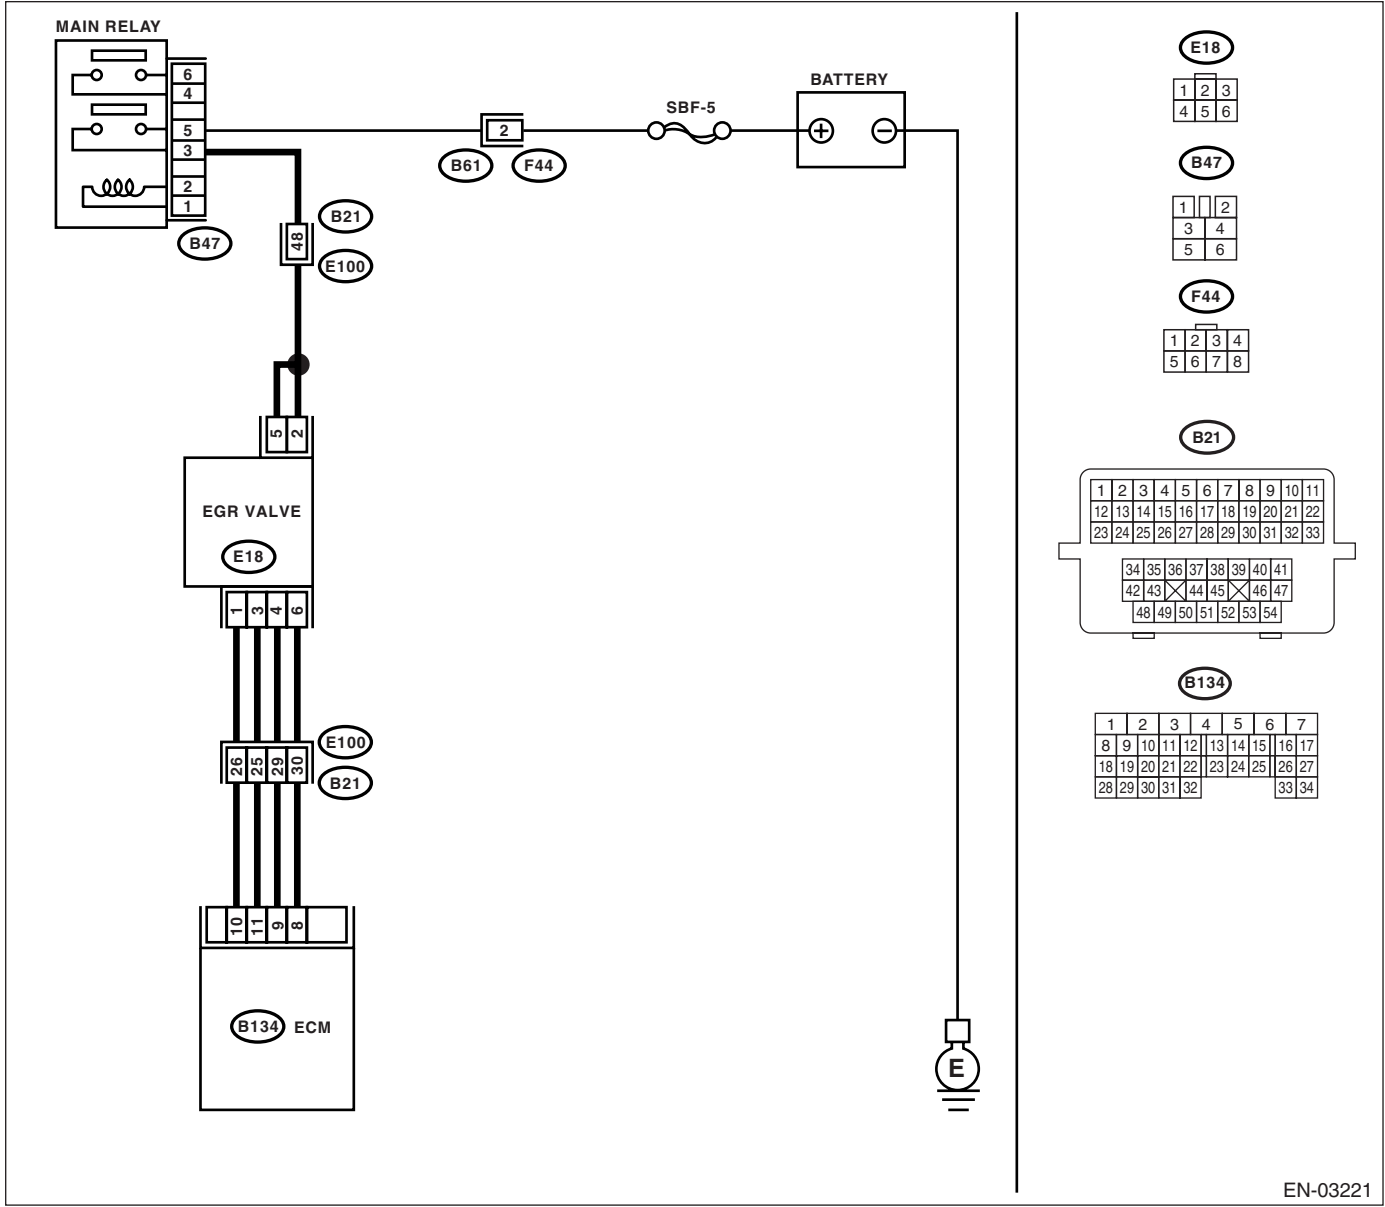 MAIN RELAY
6
4
5
3
2
1
B47
B21
48
E100
2
B61 F44
SBF-5
BATTERY
+ −
5 2
EGR VALVE
E18
1 3 4 6
E100
26 25 29 30
B21
10 11 9 8
B134 ECM
E
E18
1 2 3
4 5 6
B47
1 2
3 4
5 6
F44
1 2 3 4
5 6 7 8
B21
1 2 3 4 5 6 7 8 9 10 11
12 13 14 15 16 17 18 19 20 21 22
23 24 25 26 27 28 29 30 31 32 33
34 35 36 37 38 39 40 41
42 43 44 45 46 47
48 49 50 51 52 53 54
B134
1 2 3 4 5 6 7
8 9 10 11 12 13 14 15 16 17
18 19 20 21 22 23 24 25 26 27
28 29 30 31 32 33 34
EN-03221